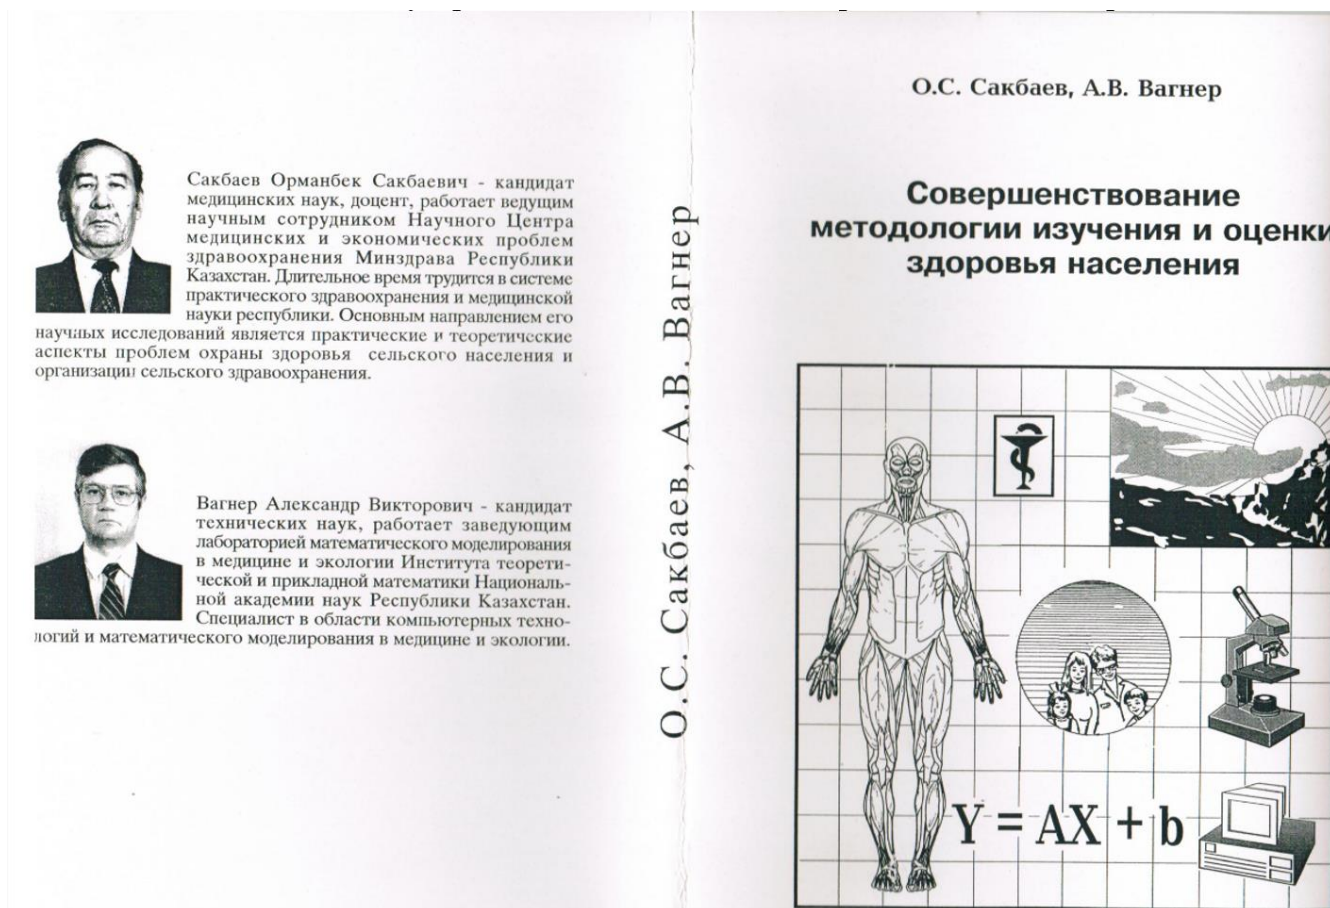 Сакбаев Орманбек Сакбаевич - кандидат
медицинских наук, доцент, работает ведущим
научным сотрудником Научного Центра
медицинских и экономических проблем
здравоохранения Минздрава Республики
Казахстан. Длительное время трудится в системе
практического здравоохранения и медицинской
науки республики. Основным направлением его
научных исследований является практические и теоретические
аспекты проблем охраны здоровья сельского населения и
организации сельского здравоохранения.
Вагнер Александр Викторович - кандидат
технических наук, работает заведующим
лабораторией математического моделирования
в медицине и экологии Института теорети-
ческой и прикладной математики Националь-
ной академии наук Республики Казахстан.
Специалист в области компьютерных техно-
логий и математического моделирования в медицине и экологии.
О.С. Сакбаев, А.В. Вагнер
О.С. Сакбаев, А.В. Вагнер
Совершенствование
методологии изучения и оценки
здоровья населения
Y = AX + b